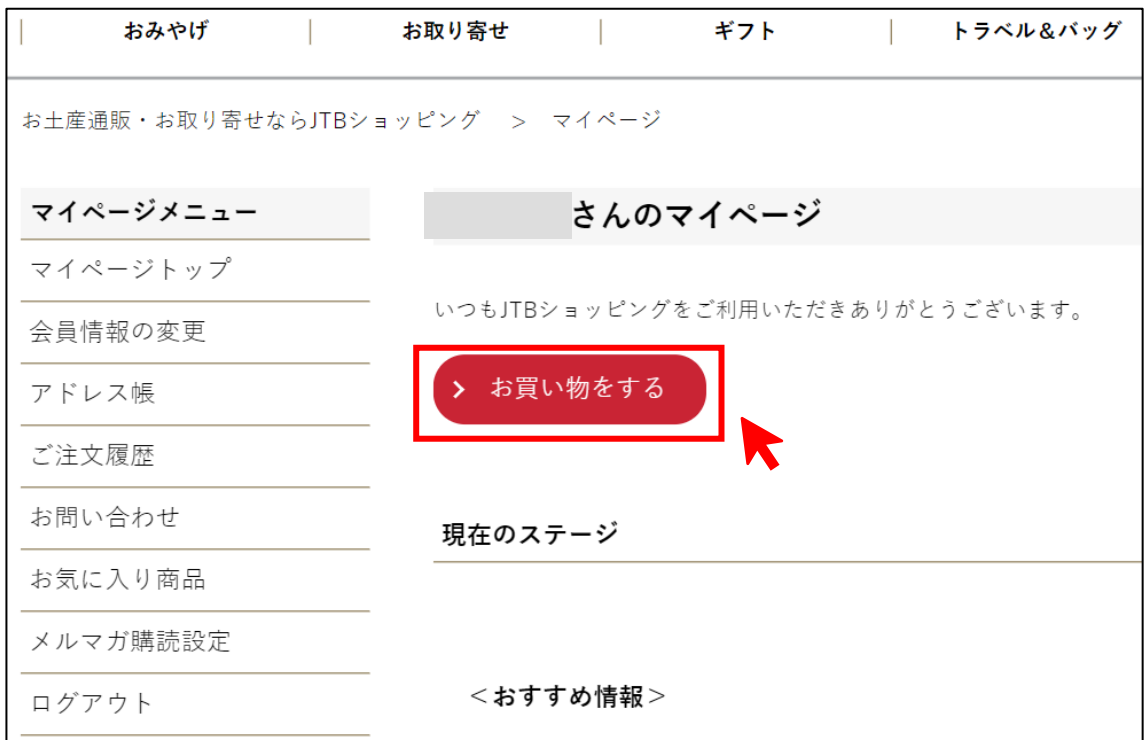 おみやげ お取り寄せ ギフト トラベル＆バッグ
お土産通販・お取り寄せならJTBショッピング ＞ マイページ
マイページメニュー
マイページトップ
会員情報の変更
アドレス帳
ご注文履歴
お問い合わせ
お気に入り商品
メルマガ購読設定
ログアウト
さんのマイページ
いつもJTBショッピングをご利用いただきありがとうございます。
お買い物をする
現在のステージ
＜おすすめ情報＞